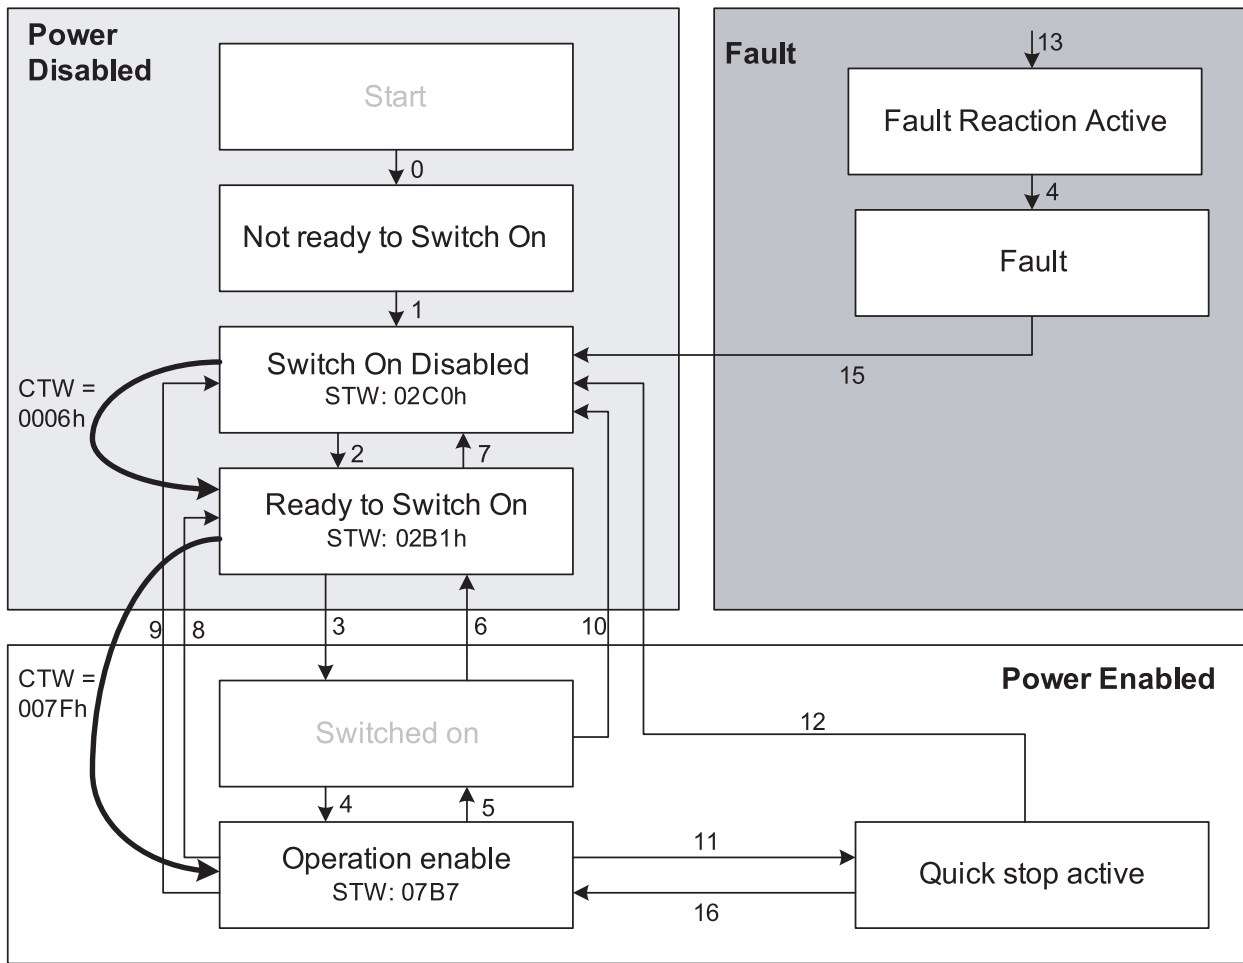 Power
Disabled
Start
0
Not ready to Switch On
1
Switch On Disabled
STW: 02C0h
CTW =
0006h
2
7
Ready to Switch On
STW: 02B1h
9
8
3
6
10
CTW =
007Fh
Fault
13
Fault Reaction Active
4
Fault
15
Power Enabled
Switched on
12
4
5
Operation enable
STW: 07B7
11
16
Quick stop active